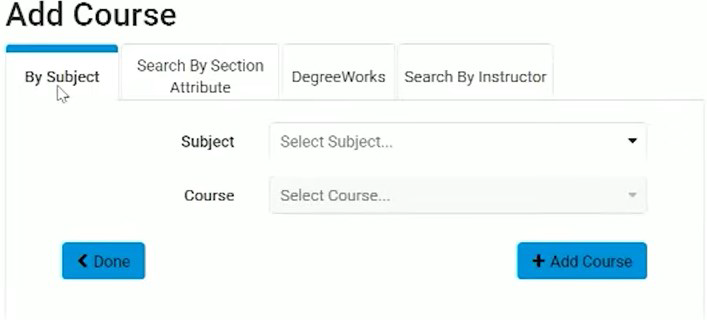 Add Course
By Subject
Search By Section
Attribute
DegreeWorks
Search By Instructor
Subject
Select Subject...
Course
Select Course...
Done
Add Course